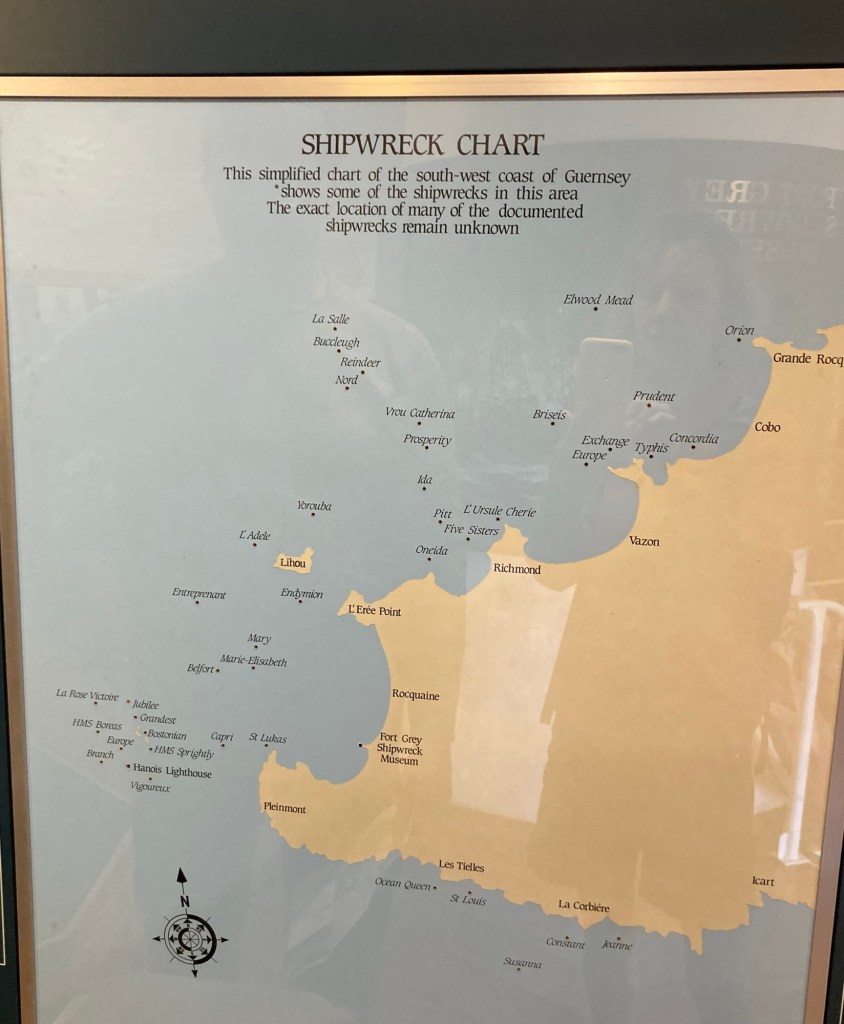 SHIPWRECK CHART
This simplified chart of the south-west coast of Guernsey
shows some of the shipwrecks in this area
The exact location of many of the documented
shipwrecks remain unknown
Elwood Mead
La Salle
Orion
Buccleugh
Grande Rocq
Reindeer
Nord
Prudent
Vrou Catherina
Briseis
Cobo
Prosperity
Exchange
Typhis
Concordia
Europe
Ida
Yorouba
Pitt
L'Ursule Cherie
Five Sisters
L'Adele
Vazon
Oneida
Lihou
Richmond
Entreprenant
Endymion
L'Erée Point
Mary
Marie-Elisabeth
Belfort
La Rose Victoire
Jubilee
Rocquaine
Grandest
HMS Boreas
Bostonian
Europe
Capri
St Lukas
Fort Grey
Shipwreck
Museum
HMS Sprightly
Branch
Hanois Lighthouse
Vigoureux
Pleinmont
Les Tielles
Ocean Queen
St Louis
Icart
La Corbiére
N
Constant
Jeanne
Susanna